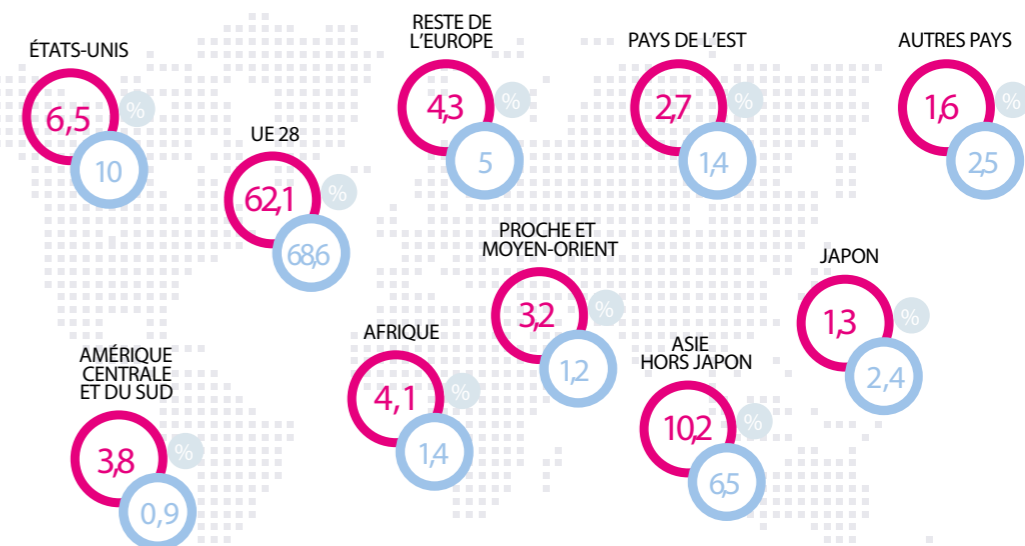 ÉTATS-UNIS
6,5
%
10
UE 28
62,1
%
68,6
RESTE DE
L'EUROPE
4,3
%
5
PAYS DE L'EST
2,7
%
1,4
AUTRES PAYS
1,6
%
2,5
PROCHE ET
MOYEN-ORIENT
3,2
%
1,2
JAPON
1,3
%
2,4
AMÉRIQUE
CENTRALE
ET DU SUD
3,8
%
0,9
AFRIQUE
4,1
%
1,4
ASIE
HORS JAPON
10,2
%
6,5